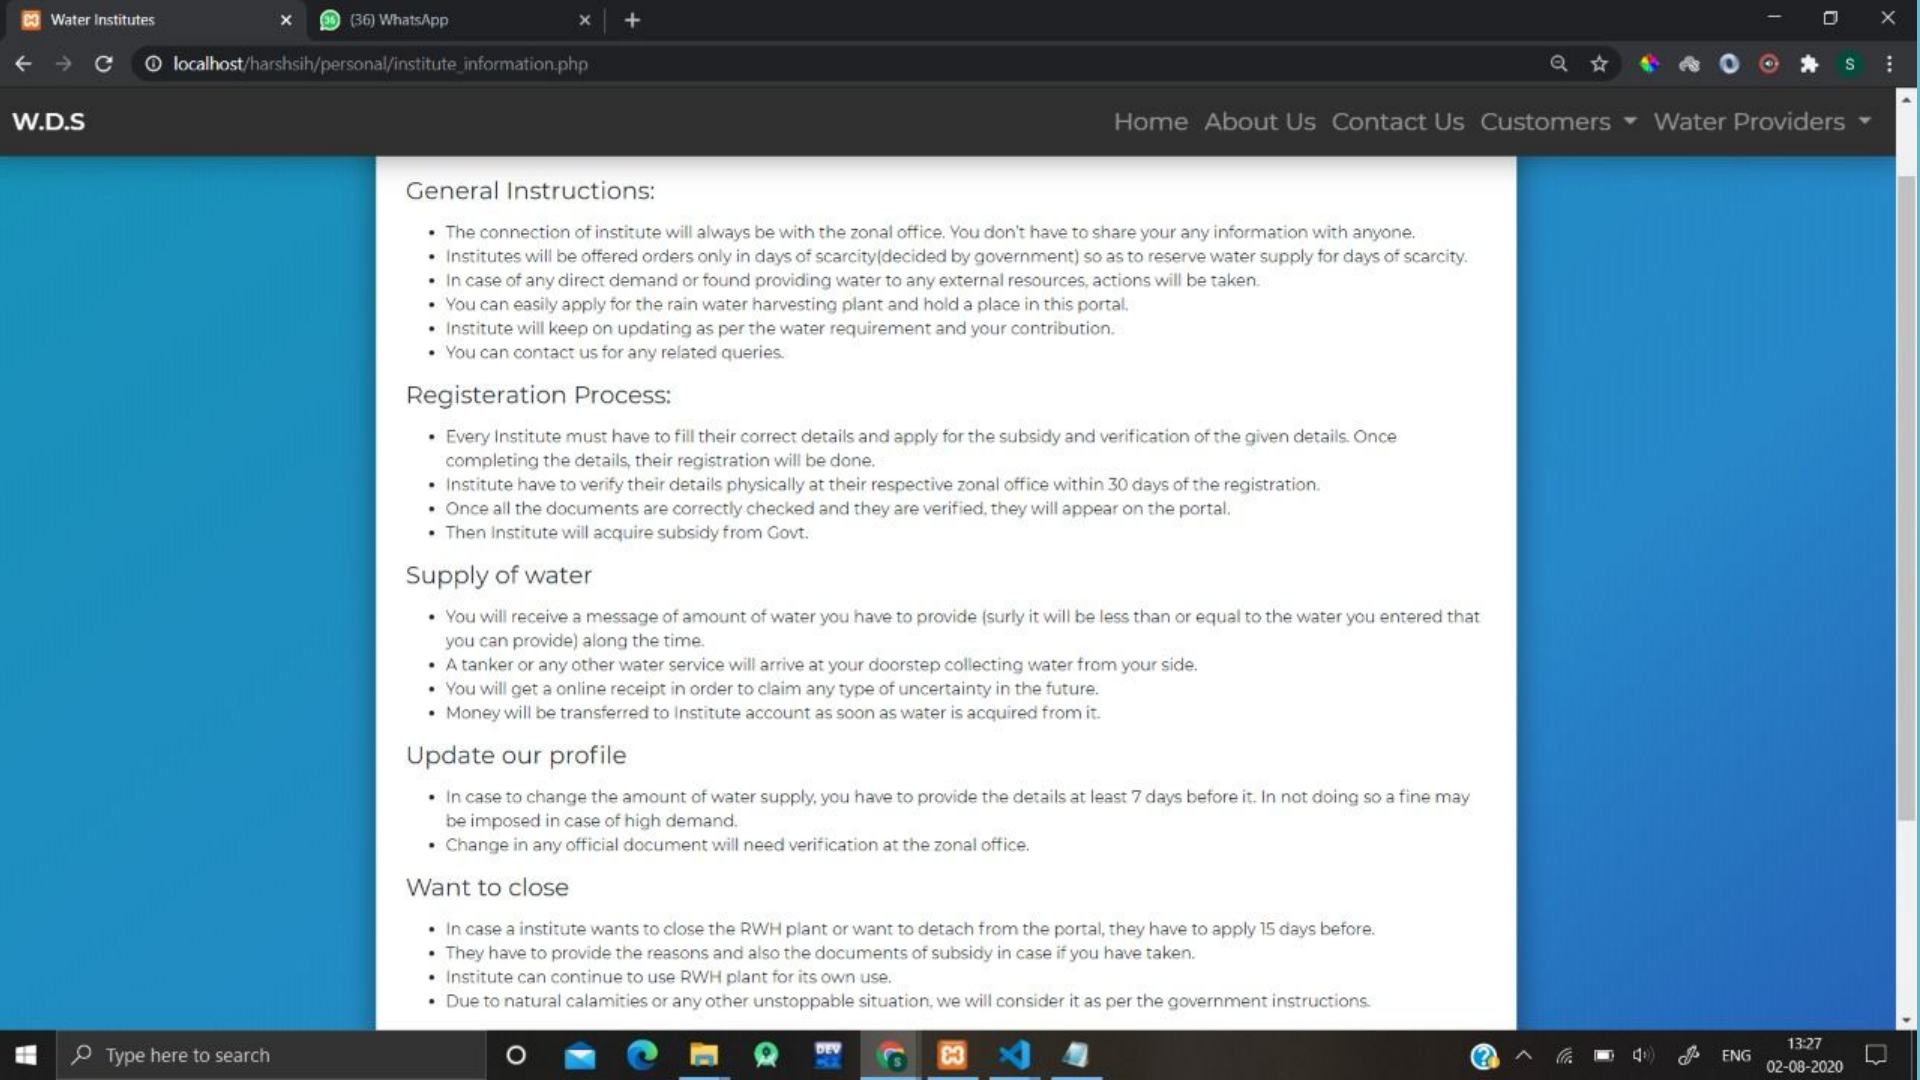 Water Institutes
(36) WhatsApp
localhost/harshsih/personal/institute_information.php
S
W.D.S
Home About Us Contact Us Customers Water Providers
General Instructions:
• The connection of institute will always be with the zonal office. You don't have to share your any information with anyone.
• Institutes will be offered orders only in days of scarcity(decided by government) so as to reserve water supply for days of scarcity.
• In case of any direct demand or found providing water to any external resources, actions will be taken.
• You can easily apply for the rain water harvesting plant and hold a place in this portal.
• Institute will keep on updating as per the water requirement and your contribution.
• You can contact us for any related queries.
Registeration Process:
• Every Institute must have to fill their correct details and apply for the subsidy and verification of the given details. Once
completing the details, their registration will be done.
• Institute have to verify their details physically at their respective zonal office within 30 days of the registration.
• Once all the documents are correctly checked and they are verified, they will appear on the portal.
• Then Institute will acquire subsidy from Govt.
Supply of water
• You will receive a message of amount of water you have to provide (surly it will be less than or equal to the water you entered that
you can provide) along the time.
• A tanker or any other water service will arrive at your doorstep collecting water from your side.
• You will get a online receipt in order to claim any type of uncertainty in the future.
• Money will be transferred to Institute account as soon as water is acquired from it.
Update our profile
• In case to change the amount of water supply, you have to provide the details at least 7 days before it. In not doing so a fine may
be imposed in case of high demand.
• Change in any official document will need verification at the zonal office.
Want to close
• In case a institute wants to close the RWH plant or want to detach from the portal, they have to apply 15 days before.
• They have to provide the reasons and also the documents of subsidy in case if you have taken.
• Institute can continue to use RWH plant for its own use.
• Due to natural calamities or any other unstoppable situation, we will consider it as per the government instructions.
Type here to search
DEV
ENG
13:27
02-08-2020